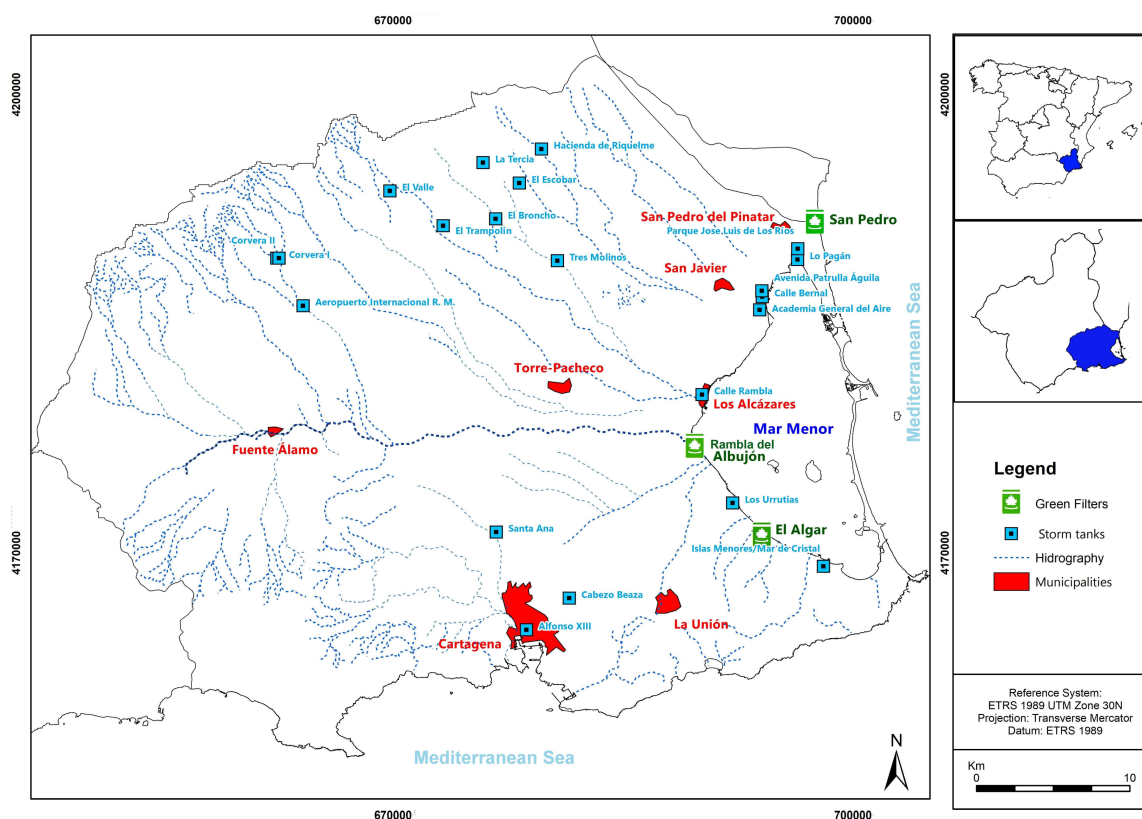 670000
700000
4200000
4200000
Hacienda de Riquelme
La Tercia
El Escobar
El Valle
El Broncho
El Trampolín
San Pedro del Pinatar
San Pedro
Parque Jose Luis de Los Ríos
Corvera II
Corvera I
Tres Molinos
Lo Pagán
San Javier
Avenida Patrulla Águila
Calle Bernal
Academia General del Aire
Aeropuerto Internacional R. M.
Mediterranean Sea
Torre-Pacheco
Calle Rambla
Los Alcázares
Mar Menor
Fuente Álamo
Rambla del
Albujón
Los Urrutias
Santa Ana
El Algar
Islas Menores/Mar de Cristal
Cabezo Beaza
La Unión
Alfonso XIII
Cartagena
Mediterranean Sea
N
4170000
4170000
670000
700000
Legend
Green Filters
Storm tanks
Hidrography
Municipalities
Reference System:
ETRS 1989 UTM Zone 30N
Projection: Transverse Mercator
Datum: ETRS 1989
Km
0
10